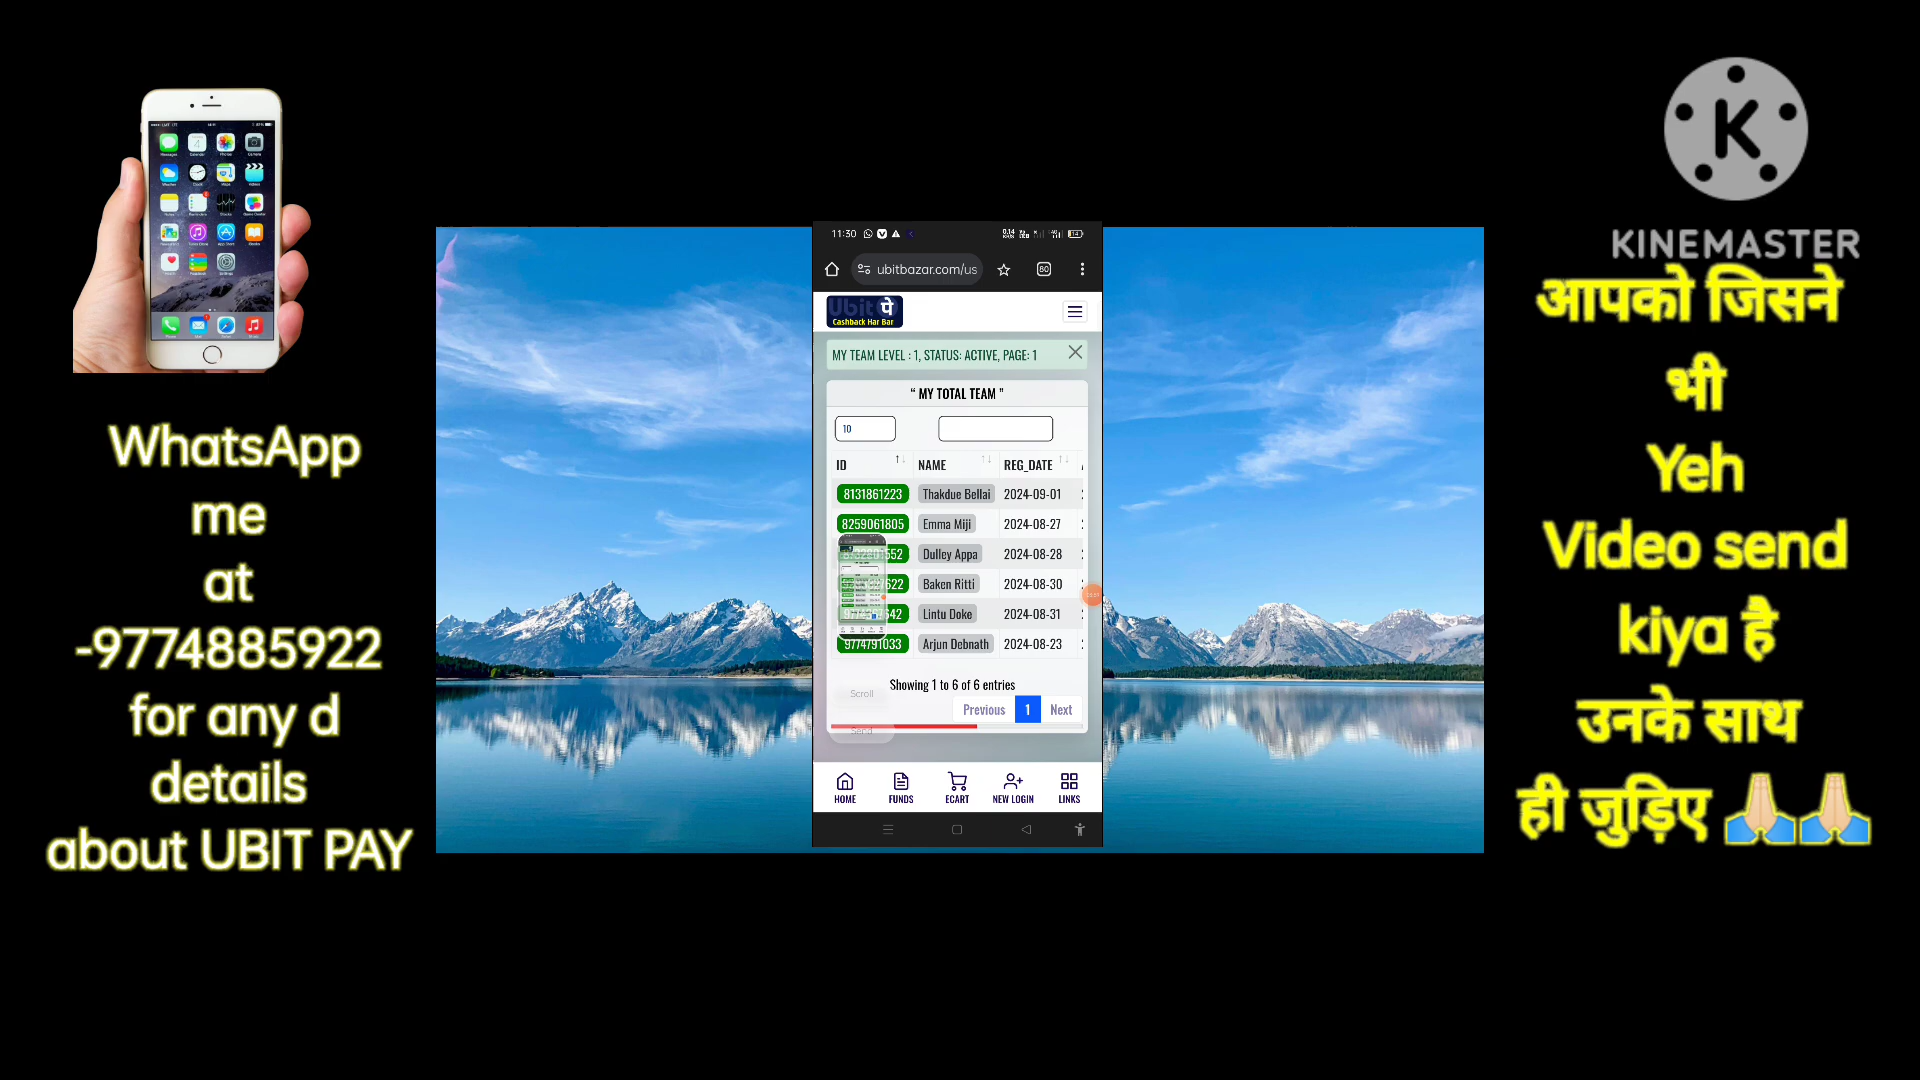 WhatsApp
me
at
-9774885922
for any d
details
about UBIT PAY
11:30
ubitbazar.com/us
80
Ubit पे
Cashback Har Bar
MY TEAM LEVEL : 1, STATUS: ACTIVE, PAGE: 1
“ MY TOTAL TEAM ”
10
ID NAME REG_DATE
8131861223 Thakdue Bellai 2024-09-01
8259061805 Emma Miji 2024-08-27
Dulley Appa 2024-08-28
Baken Ritti 2024-08-30
Lintu Doke 2024-08-31
9774791033 Arjun Debnath 2024-08-23
Showing 1 to 6 of 6 entries
Scroll
Previous 1 Next
Send
HOME FUNDS ECART NEW LOGIN LINKS
KINEMASTER
आपको जिसने
भी
Yeh
Video send
kiya है
उनके साथ
ही जुड़िए 🙏🏻🙏🏻